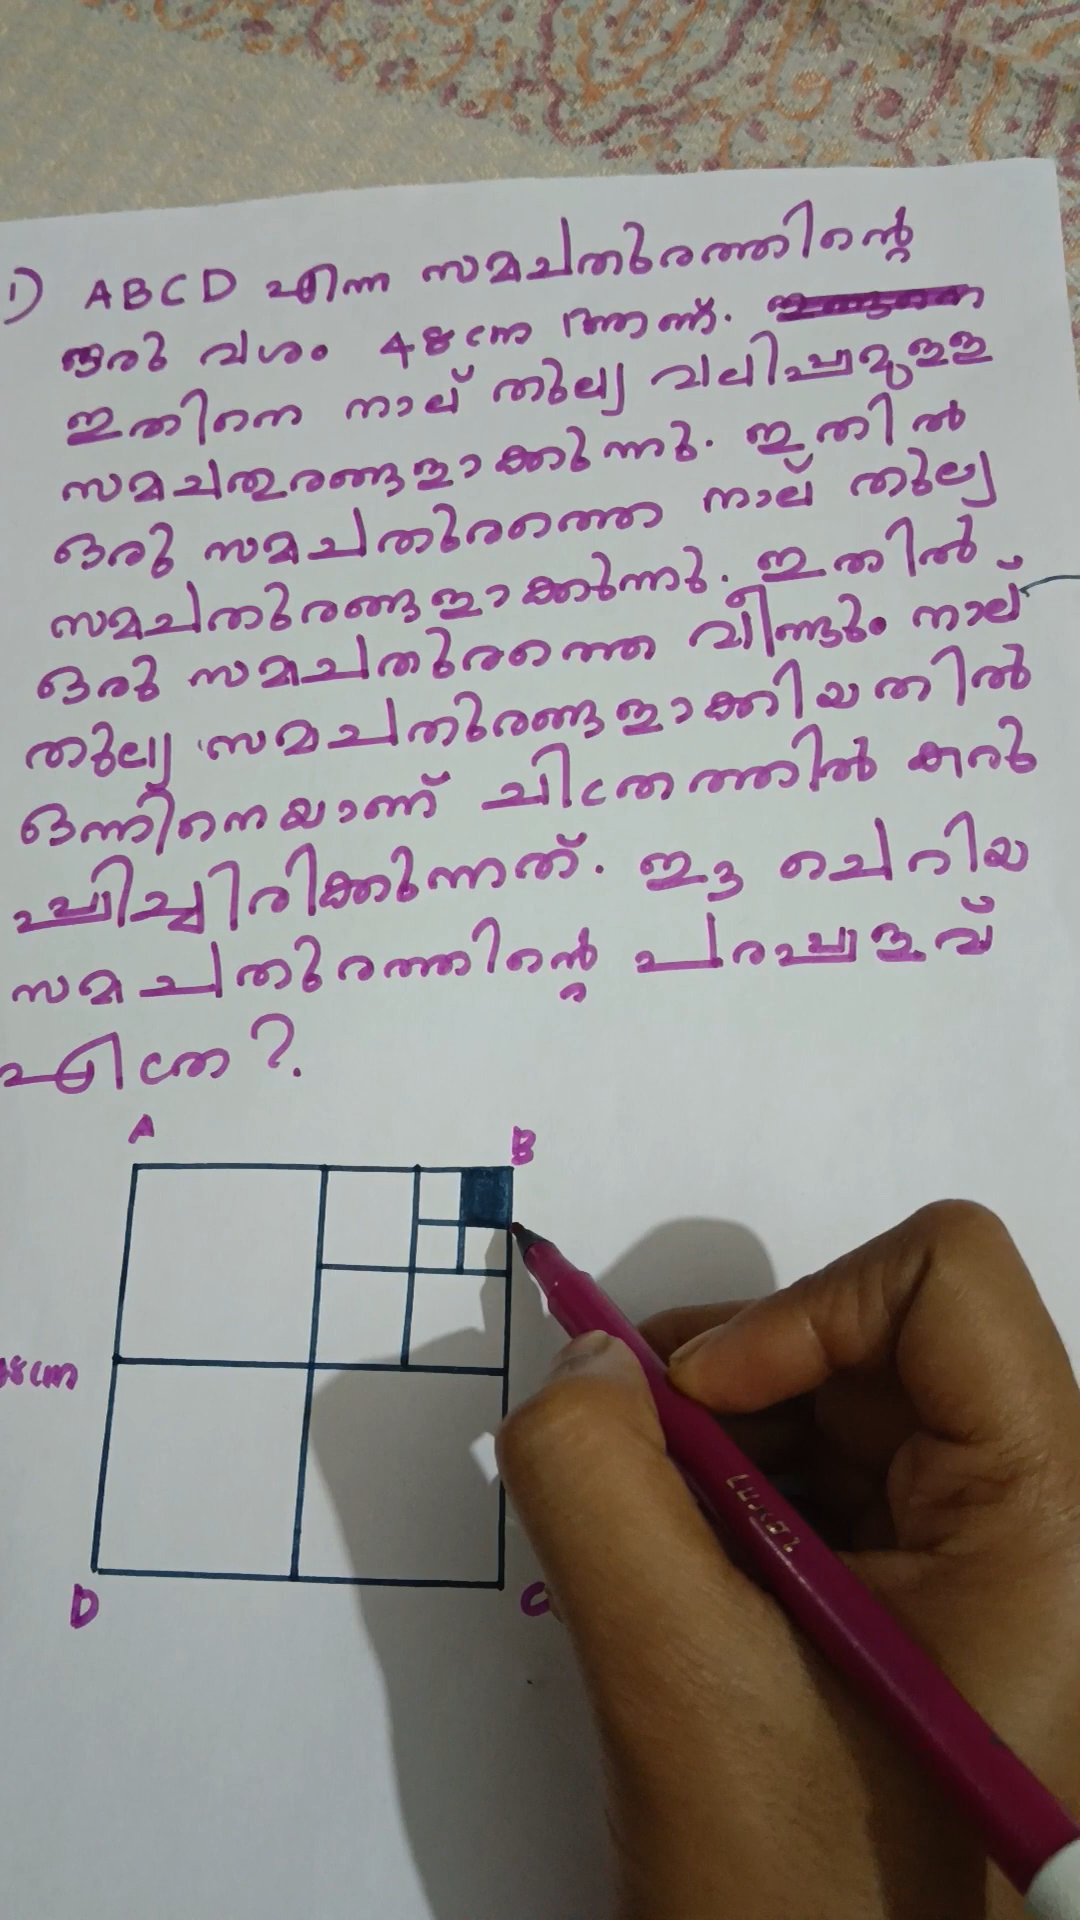 1) ABCD എന്ന സമചതുരത്തിന്റെ
ഒരു വശം 48cm ആണ്.
ഇതിനെ നാല് തുല്യ വലിപ്പമുള്ള
സമചതുരങ്ങളാക്കുന്നു. ഇതിൽ
ഒരു സമചതുരത്തെ നാല് തുല്യ
സമചതുരങ്ങളാക്കുന്നു. ഇതിൽ
ഒരു സമചതുരത്തെ വീണ്ടും നാല്
തുല്യ സമചതുരങ്ങളാക്കിയതിൽ
ഒന്നിനെയാണ് ചിത്രത്തിൽ കറു
പ്പിച്ചിരിക്കുന്നത്. ഈ ചെറിയ
സമചതുരത്തിന്റെ പരപ്പളവ്
എത്ര?
A
B
8cm
D
C